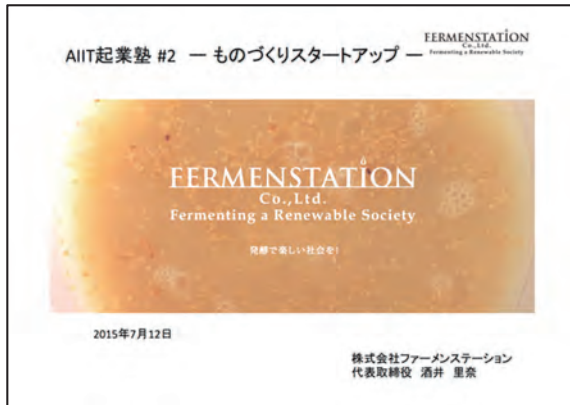 AIIT起業塾 #2 ー ものづくりスタートアップ ー
FERMENSTATION
Co.,Ltd.
Fermenting a Renewable Society
FERMENSTATION
Co.,Ltd.
Fermenting a Renewable Society
発酵で楽しい社会を!
2015年7月12日
株式会社ファーメンステーション
代表取締役 酒井 里奈